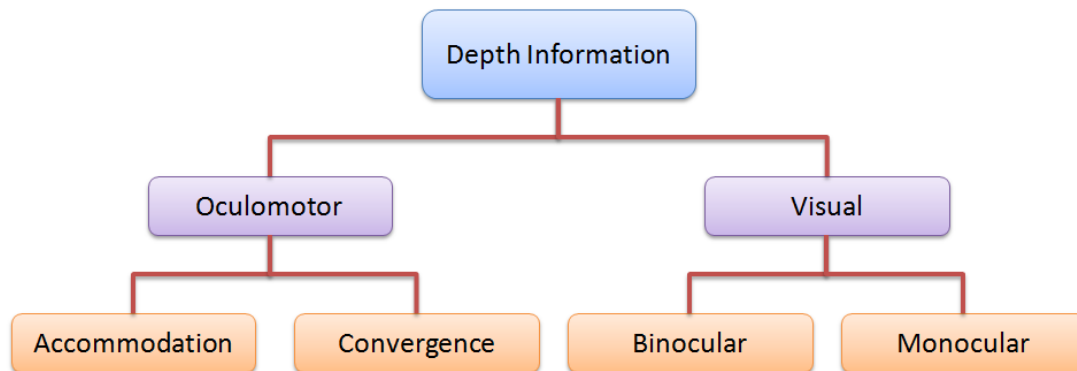 Depth Information
Oculomotor
Visual
Accommodation
Convergence
Binocular
Monocular